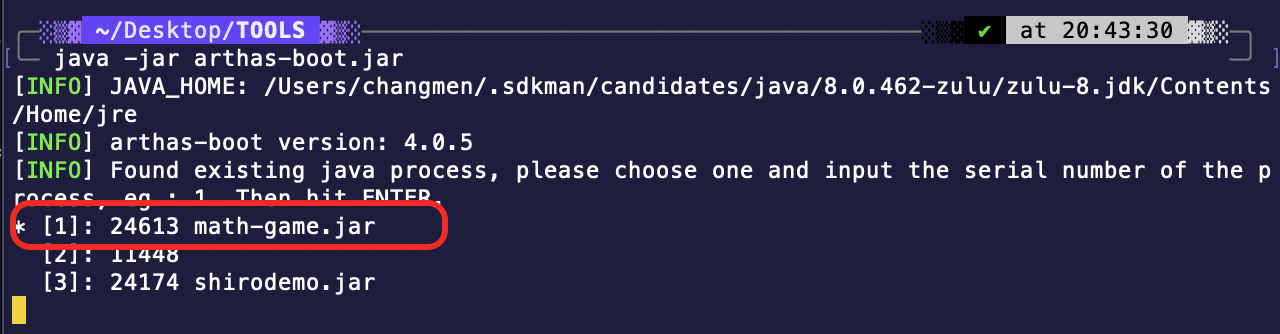 ~/Desktop/TOOLS ✔ at 20:43:30
java -jar arthas-boot.jar
[INFO] JAVA_HOME: /Users/changmen/.sdkman/candidates/java/8.0.462-zulu/zulu-8.jdk/Contents
/Home/jre
[INFO] arthas-boot version: 4.0.5
[INFO] Found existing java process, please choose one and input the serial number of the p
rocess, eg : 1. Then hit ENTER.
* [1]: 24613 math-game.jar
[2]: 11448
[3]: 24174 shirodemo.jar